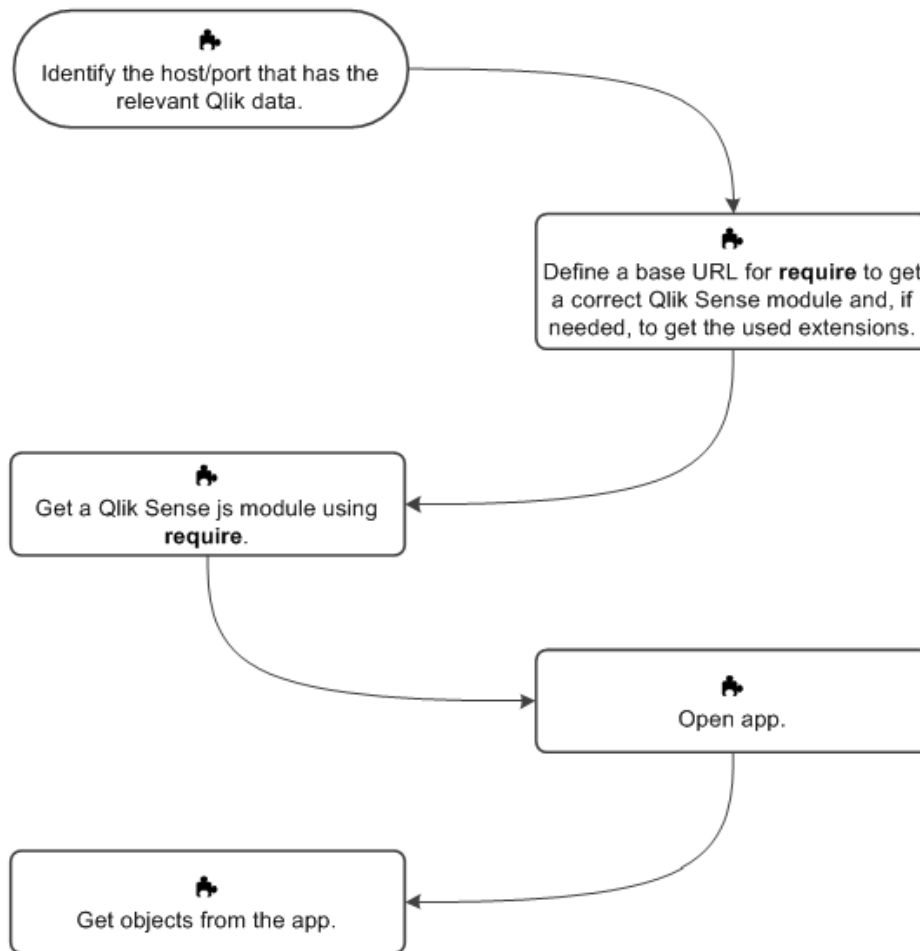 Identify the host/port that has the
relevant Qlik data.
Define a base URL for require to get
a correct Qlik Sense module and, if
needed, to get the used extensions.
Get a Qlik Sense js module using
require.
Open app.
Get objects from the app.